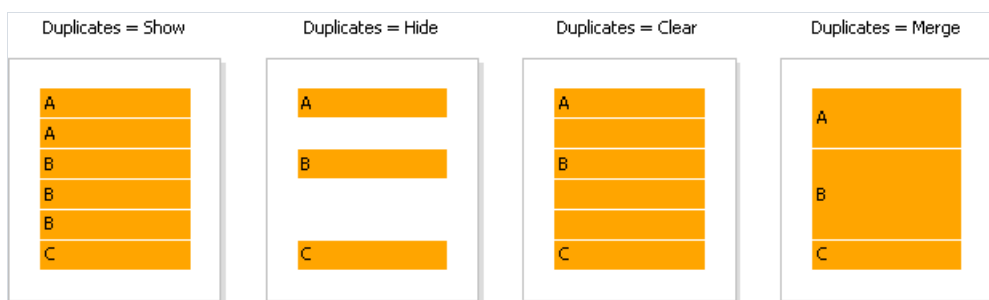 Duplicates = Show
Duplicates = Hide
Duplicates = Clear
Duplicates = Merge
A
A
B
B
B
C
A
B
C
A
B
C
A
B
C